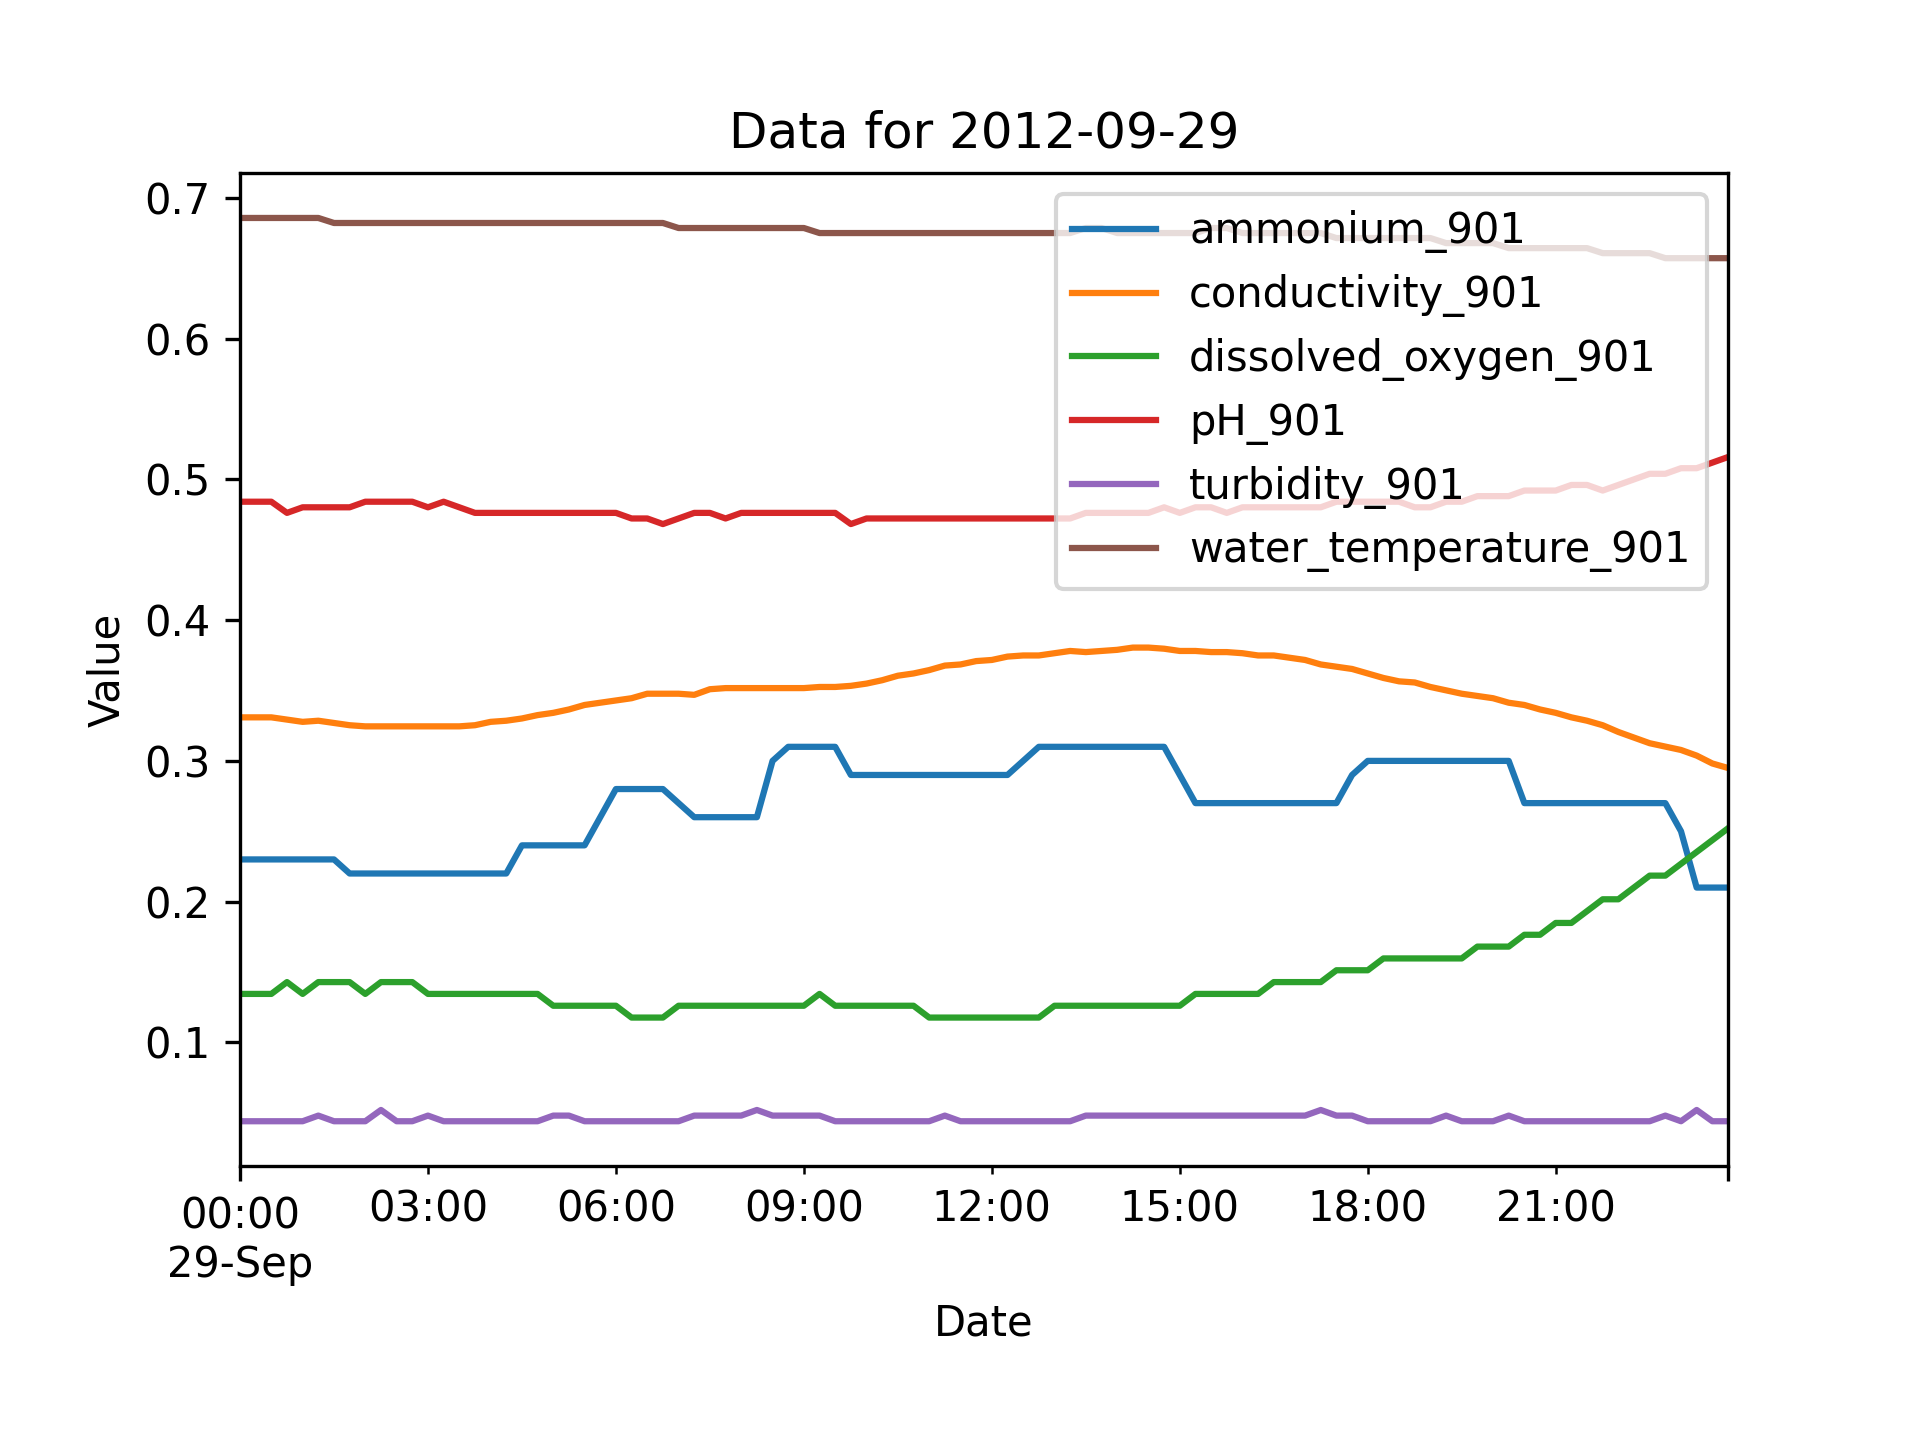 Data for 2012-09-29
0.7
0.6
0.5
0.4
0.3
0.2
0.1
Value
ammonium_901
conductivity_901
dissolved_oxygen_901
pH_901
turbidity_901
water_temperature_901
00:00 03:00 06:00 09:00 12:00 15:00 18:00 21:00
29-Sep
Date